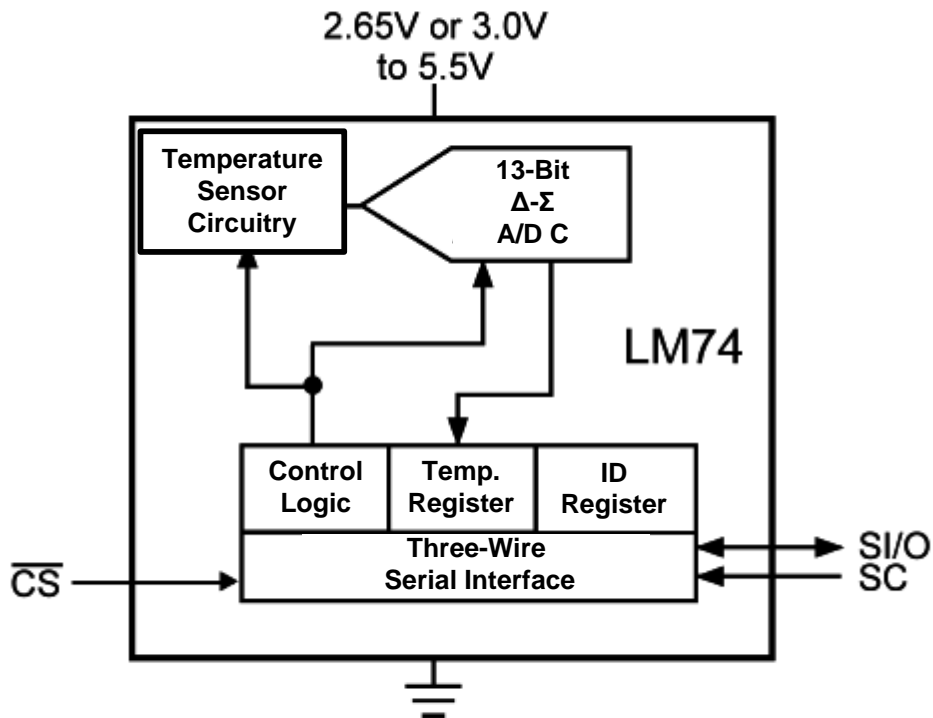 2.65V or 3.0V
to 5.5V
Temperature
Sensor
Circuitry
13-Bit
Δ-Σ
A/D C
LM74
Control
Logic
Temp.
Register
ID
Register
Three-Wire
Serial Interface
C̅S̅
SI/O
SC